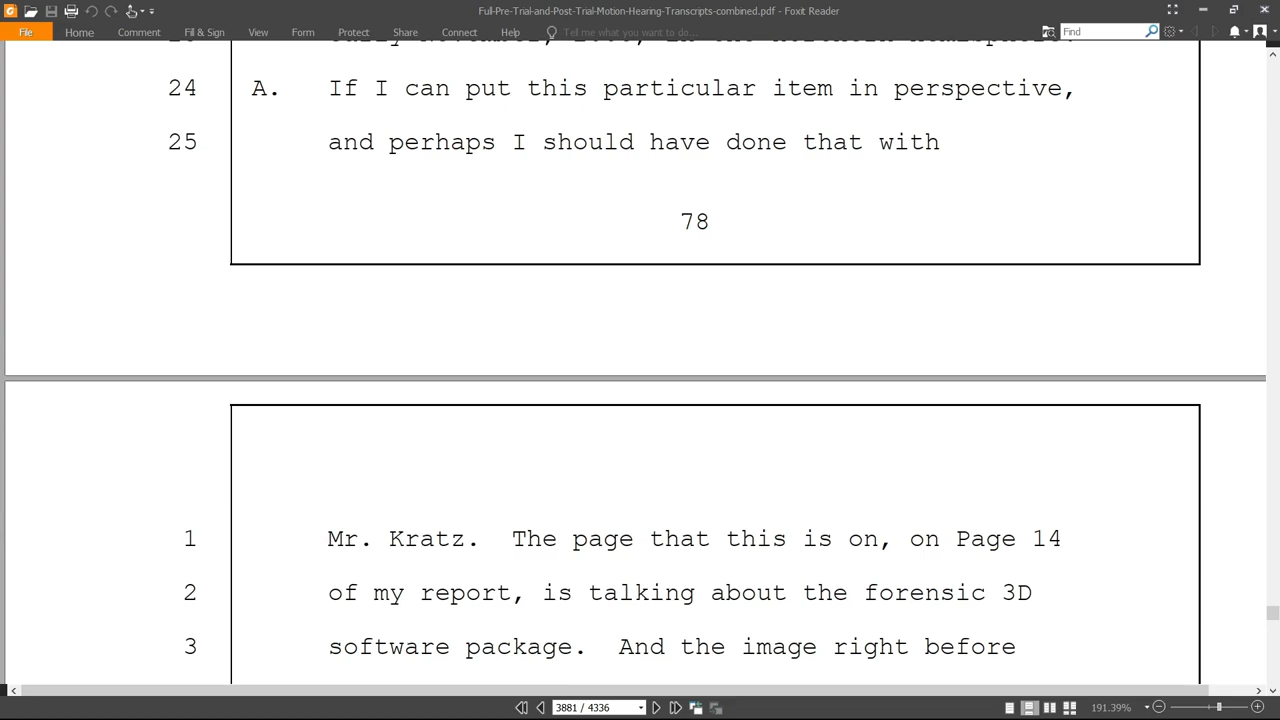 Full-Pre-Trial-and-Post-Trial-Motion-Hearing-Transcripts-combined.pdf - Foxit Reader
File Home Comment Fill & Sign View Form Protect Share Connect Help Tell me what you want to do... Find
24 A. If I can put this particular item in perspective,
25 and perhaps I should have done that with
78
1 Mr. Kratz. The page that this is on, on Page 14
2 of my report, is talking about the forensic 3D
3 software package. And the image right before
3881 / 4336 191.39%